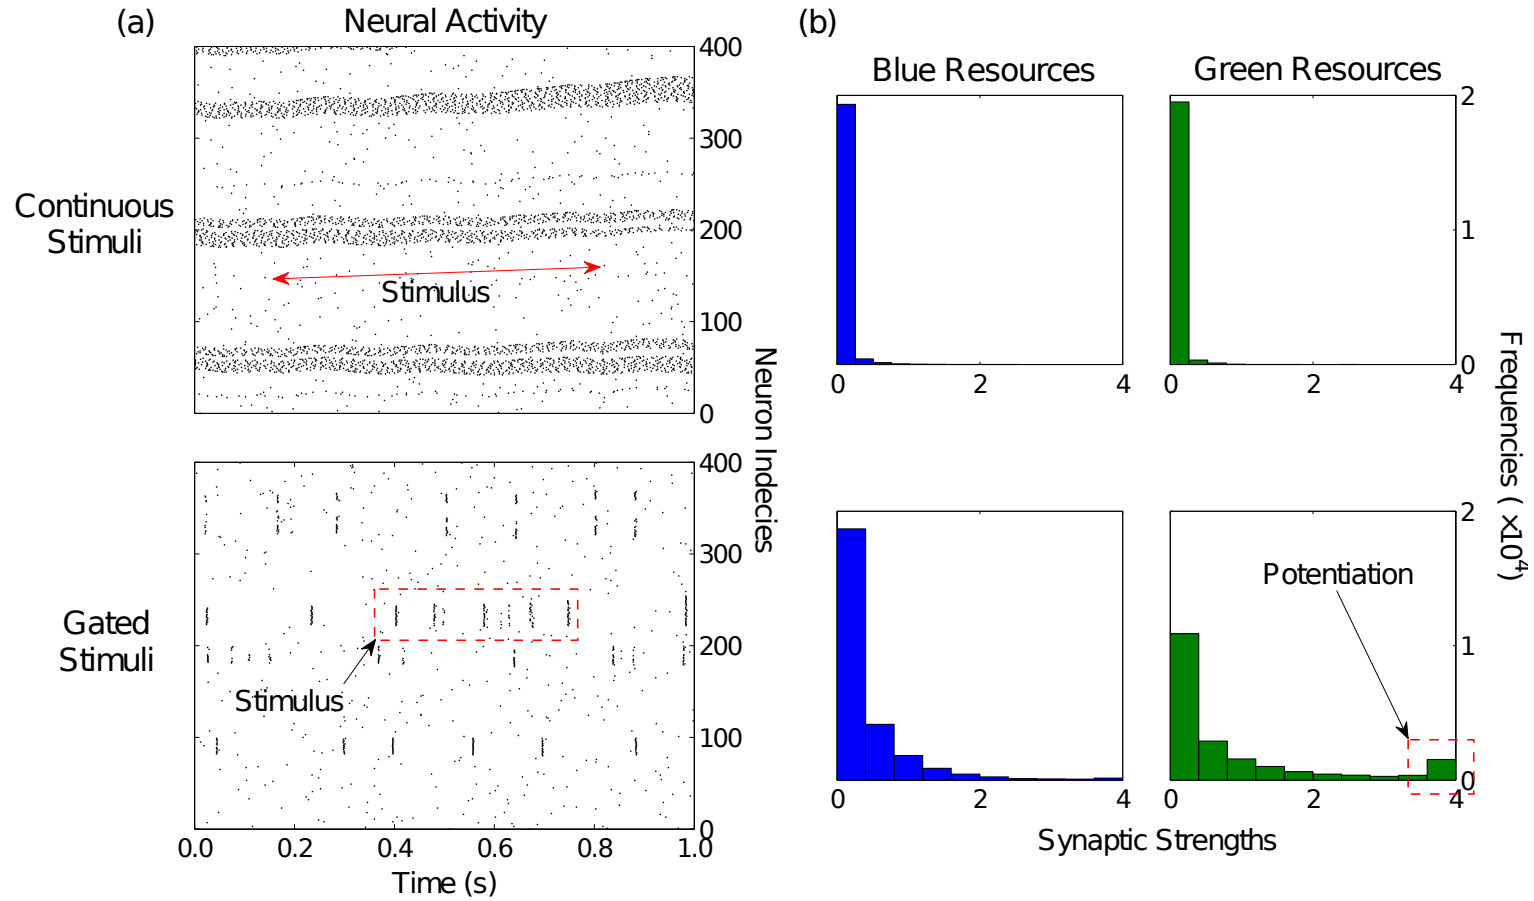 (a)
Neural Activity
(b)
Blue Resources
Green Resources
Continuous
Stimuli
Stimulus
400
300
200
100
0
Neuron Indecies
2
1
0
0
2
4
0
2
4
Frequencies (×10⁴)
Gated
Stimuli
Stimulus
400
300
200
100
0
0.0
0.2
0.4
0.6
0.8
1.0
Time (s)
Potentiation
2
1
0
0
2
4
0
2
4
Synaptic Strengths